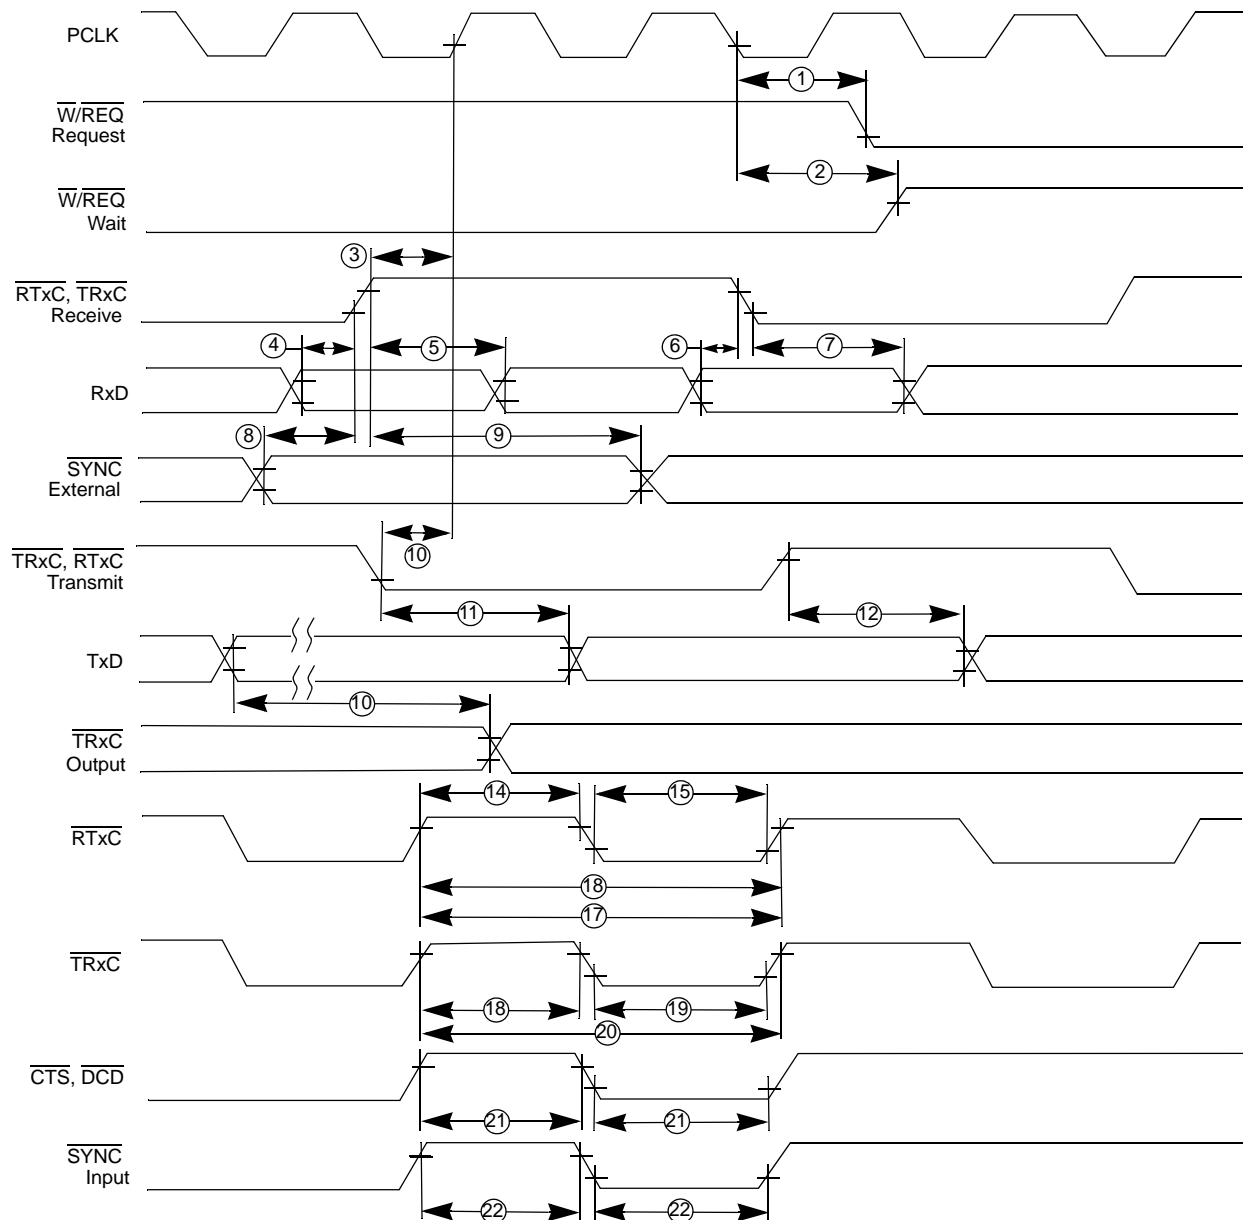 PCLK
1
W/REQ
Request
2
W/REQ
Wait
3
RTxC, TRxC
Receive
4
5
6
7
RxD
8
9
SYNC
External
10
TRxC, RTxC
Transmit
11
12
TxD
10
TRxC
Output
14
15
RTxC
18
17
TRxC
18
19
20
CTS, DCD
21
21
SYNC
Input
22
22